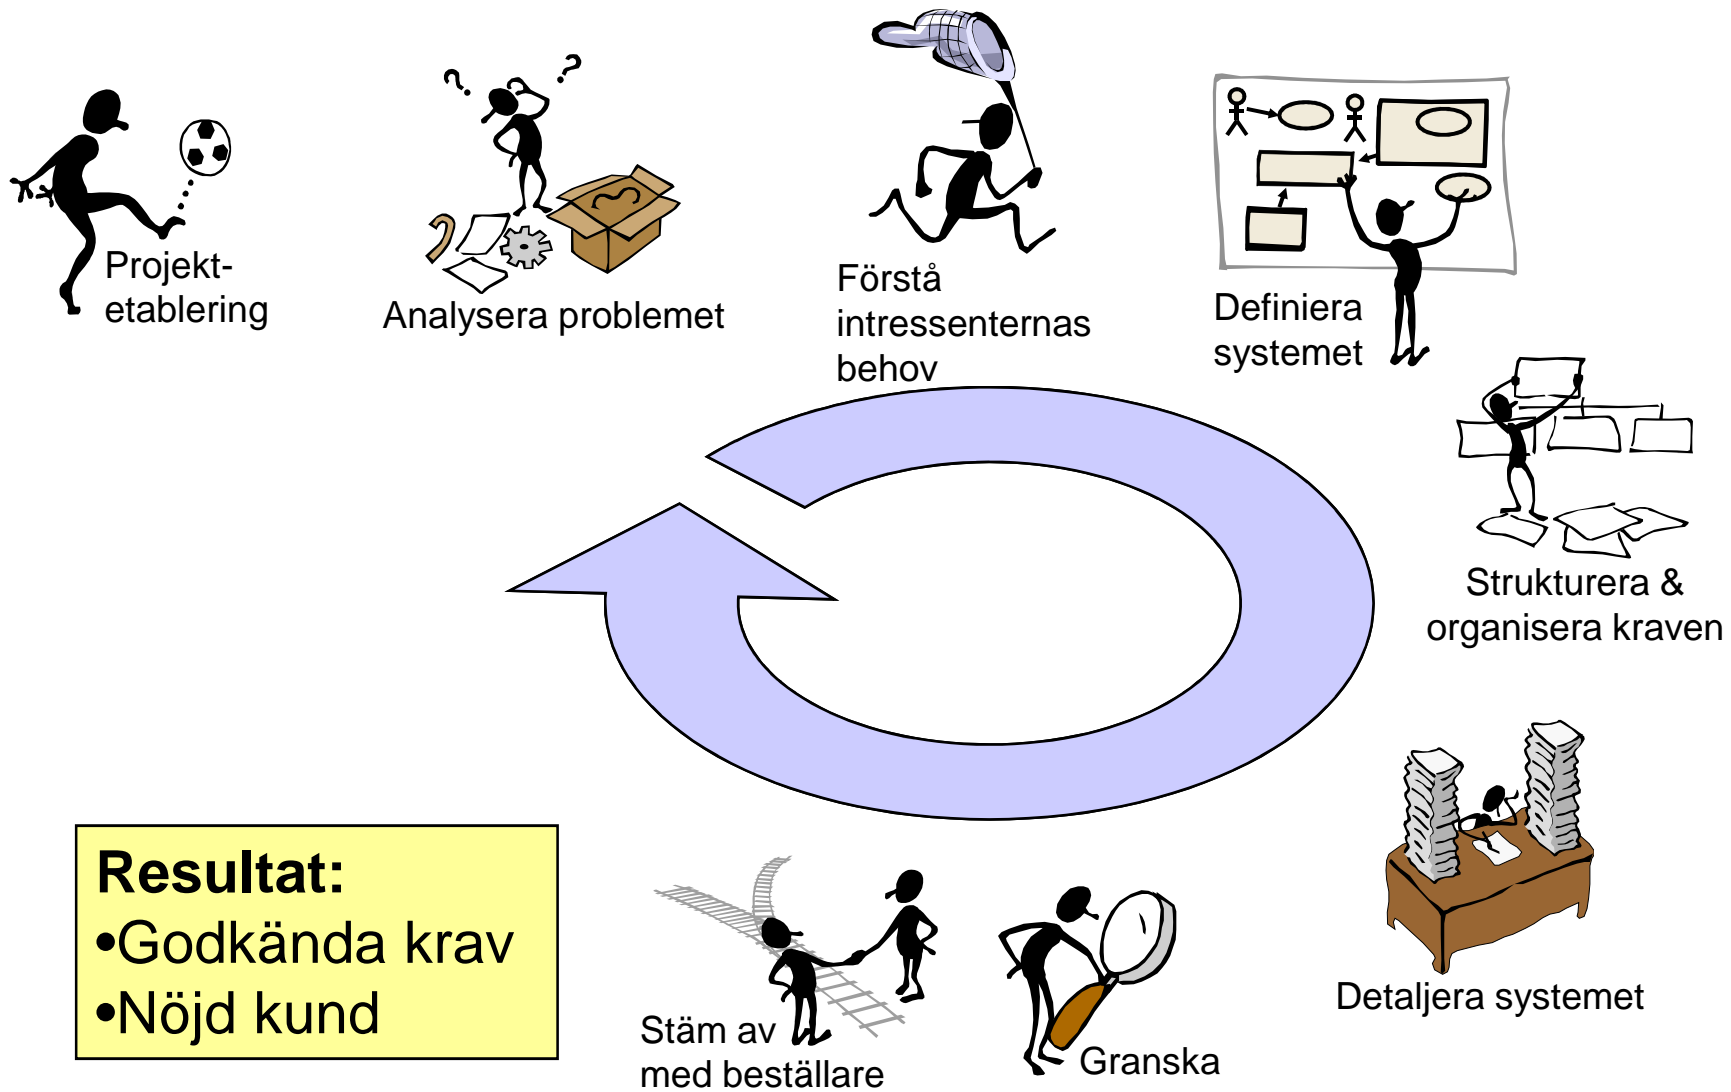 Projekt-
etablering
Analysera problemet
Förstå
intressenternas
behov
Definiera
systemet
Strukturera &
organisera kraven
Detaljera systemet
Granska
Stäm av
med beställare
Resultat:
•Godkända krav
•Nöjd kund